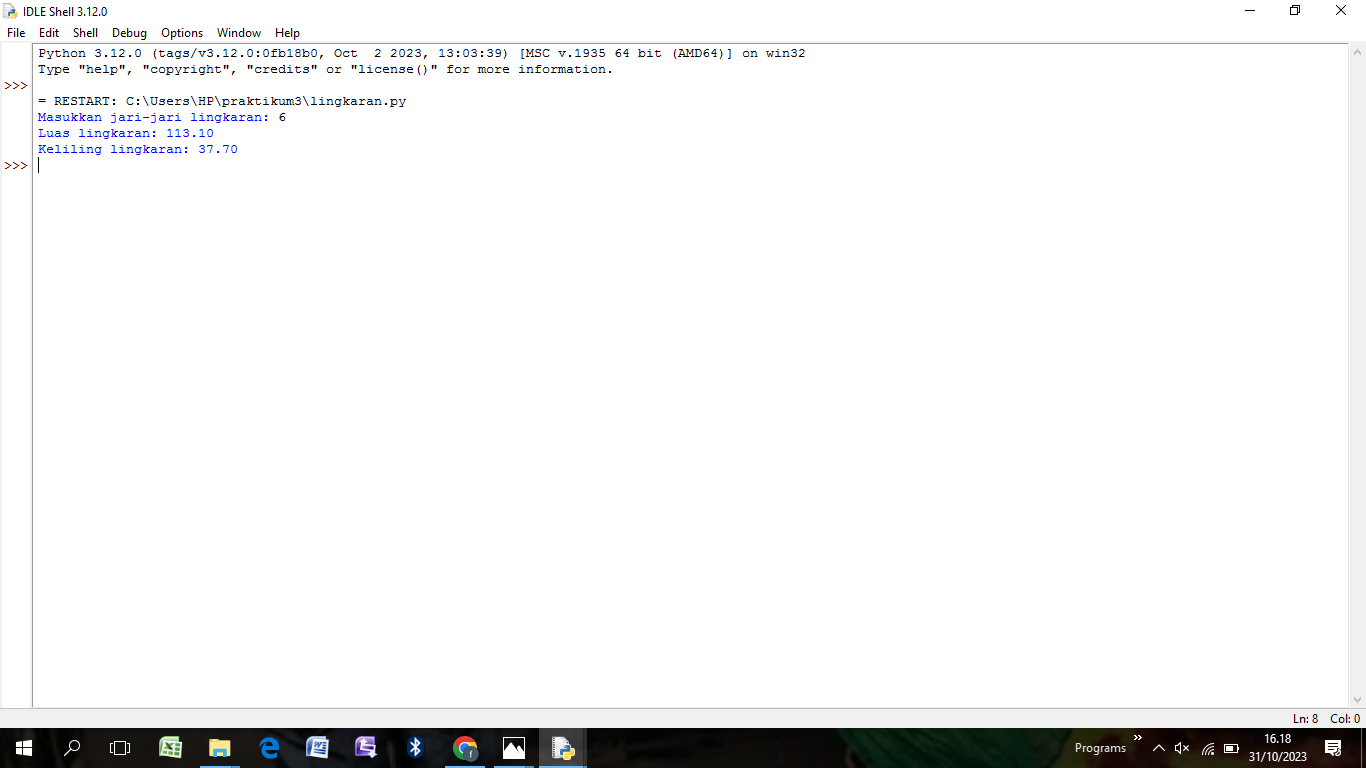 IDLE Shell 3.12.0
File Edit Shell Debug Options Window Help
Python 3.12.0 (tags/v3.12.0:0fb18b0, Oct  2 2023, 13:03:39) [MSC v.1935 64 bit (AMD64)] on win32
Type "help", "copyright", "credits" or "license()" for more information.
>>>
= RESTART: C:\Users\HP\praktikum3\lingkaran.py
Masukkan jari-jari lingkaran: 6
Luas lingkaran: 113.10
Keliling lingkaran: 37.70
>>>
Ln: 8 Col: 0
Programs
16.18
31/10/2023